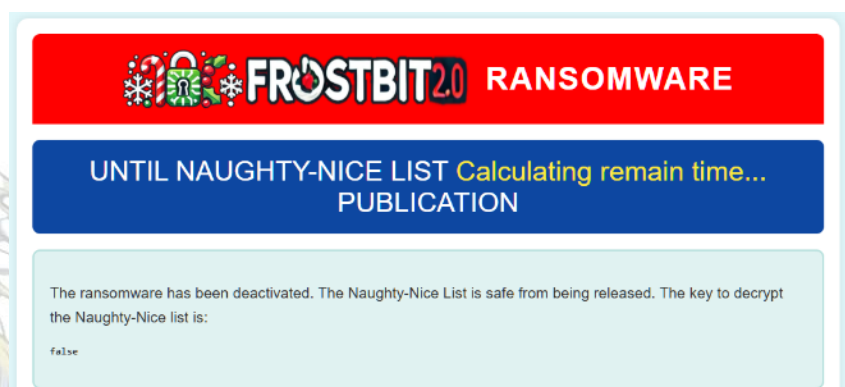 FROSTBIT2.0 RANSOMWARE
UNTIL NAUGHTY-NICE LIST Calculating remain time...
PUBLICATION
The ransomware has been deactivated. The Naughty-Nice List is safe from being released. The key to decrypt
the Naughty-Nice list is:
false